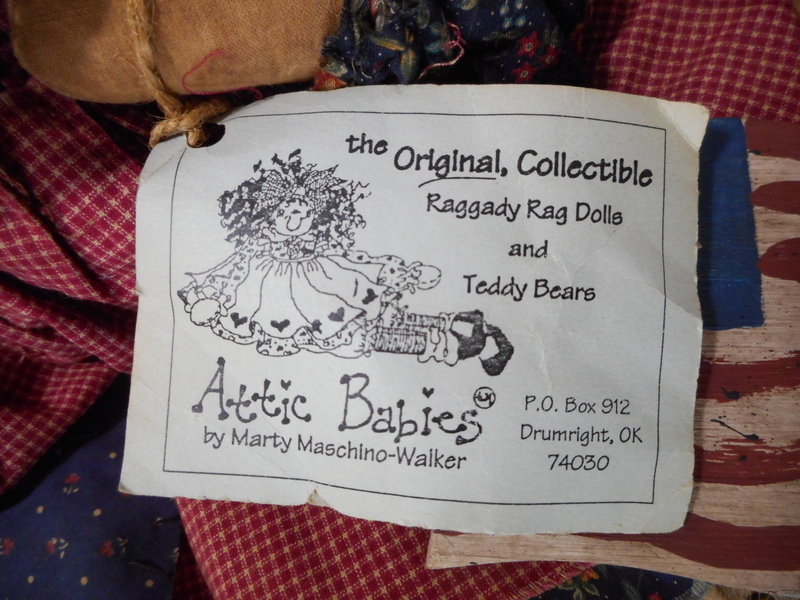 the Original, Collectible
Raggady Rag Dolls
and
Teddy Bears
Attic Babies
by Marty Maschino-Walker
P.O. Box 912
Drumright, OK
74030